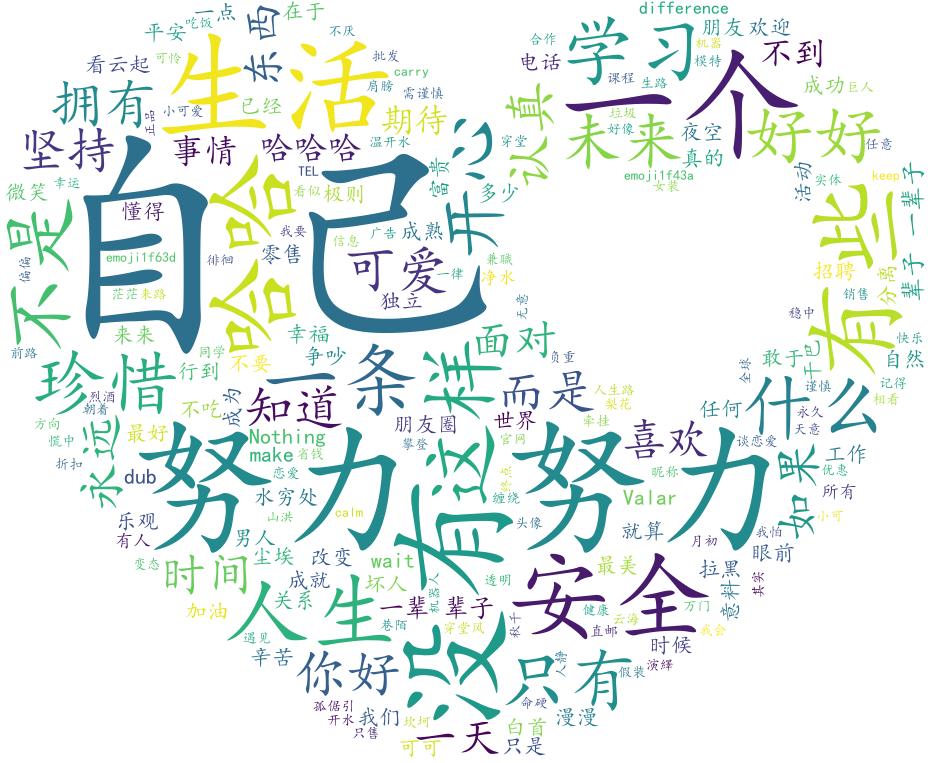 difference
一点
吃饭
在于
平安
可怜
东西
不厌
批发
合作
学习
朋友欢迎
机器
电话
模特
不到
看云起
生活
carry
肩膀
需谨慎
课程
生路
一个
成功
巨人
拥有
小可爱
已经
期待
认真
垃圾
好像
未来
夜空
真的
好好
任意
坚持
正品
事情
哈哈哈
温开水
开心
穿堂
emoji1f43a
女装
活动
实体
keep
一辈子
微笑
幸运
TEL
看似
极则
富贵
多少
有些
自己
懂得
哈哈
我要
信息
广告
成熟
不是
偏偏
emoji1f63d
徘徊
零售
可爱
一律
兼職
净水
招聘
分离
辈子
茫茫来路
独立
无意
销售
稳中
来来
幸福
前路
同学
争吵
面对
快乐
自然
敢于
干巴
珍惜
行到
不要
一条
这样
负重
而是
全球
谨慎
记得
相看
烈酒
朝着
不吃
成为
知道
人生路
梨花
任何
什么
永久
天意
方向
慌中
最好
Nothing
make
省钱
朋友圈
攀登
世界
牵挂
喜欢
谈恋爱
永远
折扣
dub
努力
恋爱
官网
终点
努力
昵称
如果
工作
优惠
所有
水穷处
缠绕
Valar
小可
乐观
山洪
calm
没有
头像
就算
月初
我怕
有人
男人
眼前
变态
时间
尘埃
改变
wait
透明
安全
最美
拉黑
其实
成就
坏人
机器人
健康
云海
万门
意料
加油
人生
关系
一辈
辈子
秋千
直邮
我会
遇见
巷陌
穿堂风
时候
辛苦
你好
只有
人静
假装
演繹
孤倨引
命硬
开水
我们
坎坷
白首
漫漫
只售
可可
一天
只是